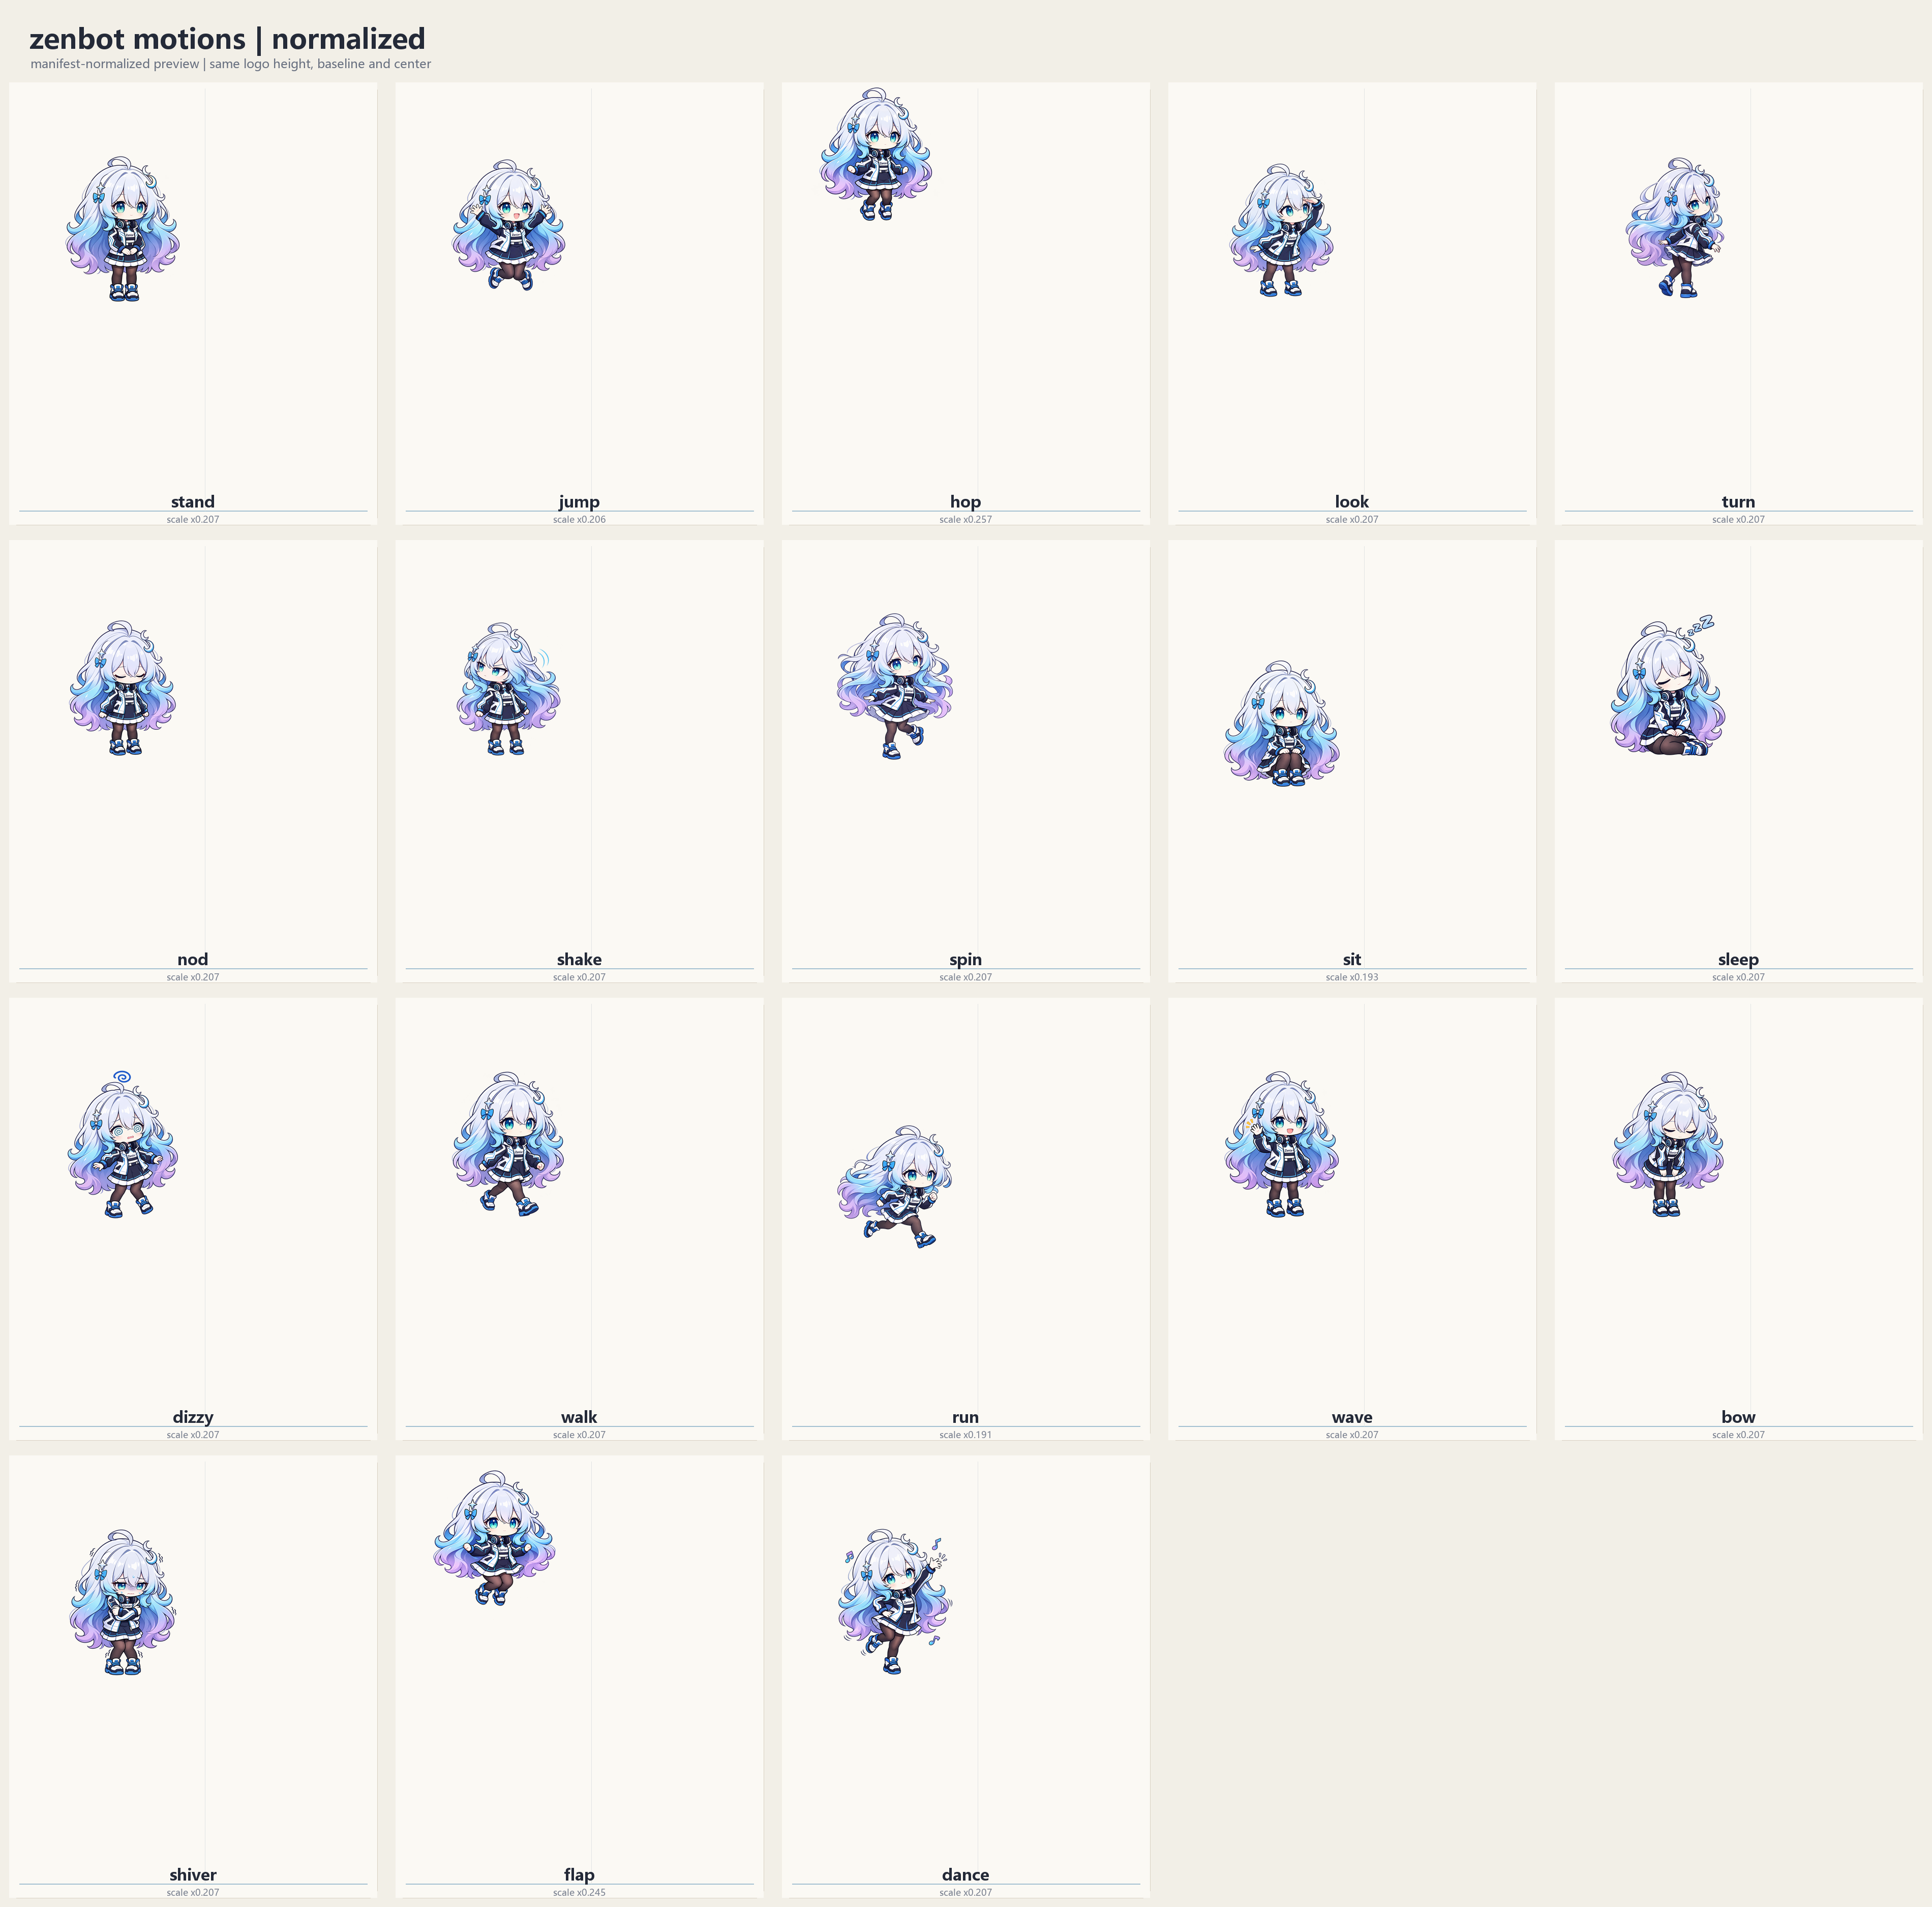 zenbot motions | normalized
manifest-normalized preview | same logo height, baseline and center
stand
scale x0.207
jump
scale x0.206
hop
scale x0.257
look
scale x0.207
turn
scale x0.207
nod
scale x0.207
shake
scale x0.207
spin
scale x0.207
sit
scale x0.193
zzZ
sleep
scale x0.207
dizzy
scale x0.207
walk
scale x0.207
run
scale x0.191
wave
scale x0.207
bow
scale x0.207
shiver
scale x0.207
flap
scale x0.245
dance
scale x0.207